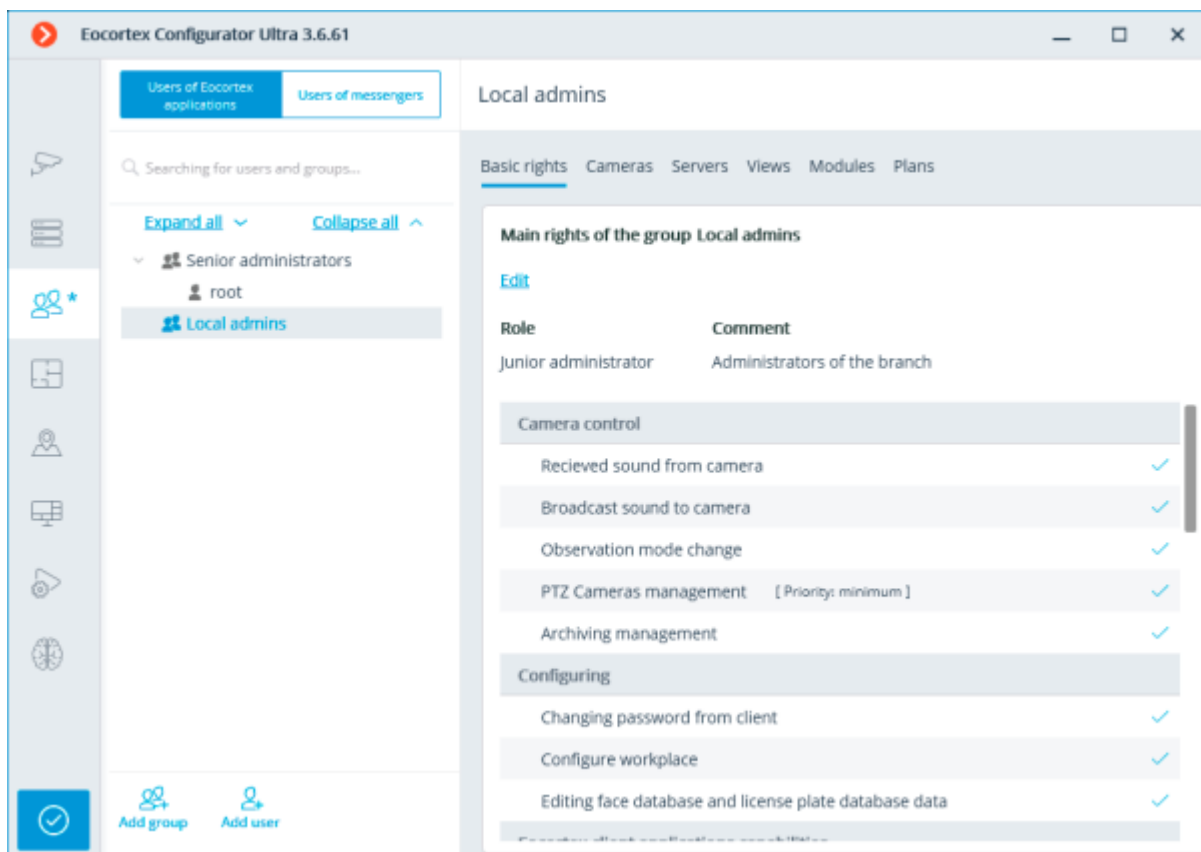 Eocortex Configurator Ultra 3.6.61
Users of Eocortex
applications
Users of messengers
Searching for users and groups...
Expand all
Collapse all
Senior administrators
root
Local admins
Add group
Add user
Local admins
Basic rights Cameras Servers Views Modules Plans
Main rights of the group Local admins
Edit
Role Comment
Junior administrator Administrators of the branch
Camera control
Recieved sound from camera
Broadcast sound to camera
Observation mode change
PTZ Cameras management [ Priority: minimum ]
Archiving management
Configuring
Changing password from client
Configure workplace
Editing face database and license plate database data